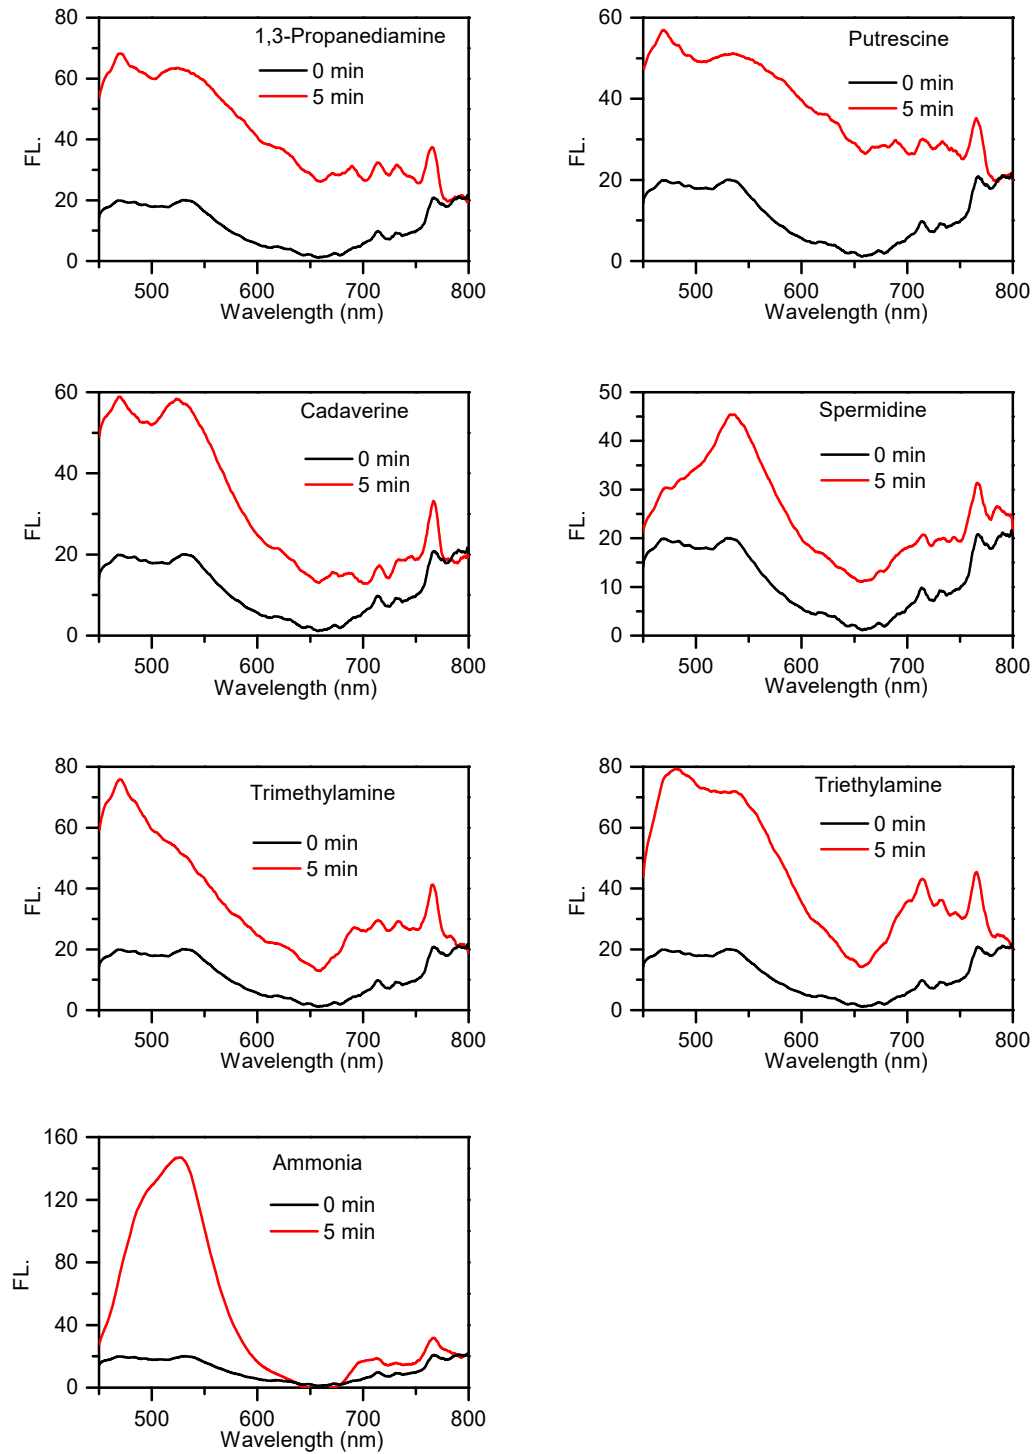 1,3-Propanediamine
0 min
5 min
FL.
80
60
40
20
0
500 600 700 800
Wavelength (nm)
Putrescine
0 min
5 min
FL.
60
40
20
0
500 600 700 800
Wavelength (nm)
Cadaverine
0 min
5 min
FL.
60
40
20
0
500 600 700 800
Wavelength (nm)
Spermidine
0 min
5 min
FL.
50
40
30
20
10
0
500 600 700 800
Wavelength (nm)
Trimethylamine
0 min
5 min
FL.
80
60
40
20
0
500 600 700 800
Wavelength (nm)
Triethylamine
0 min
5 min
FL.
80
60
40
20
0
500 600 700 800
Wavelength (nm)
Ammonia
0 min
5 min
FL.
160
120
80
40
0
500 600 700 800
Wavelength (nm)